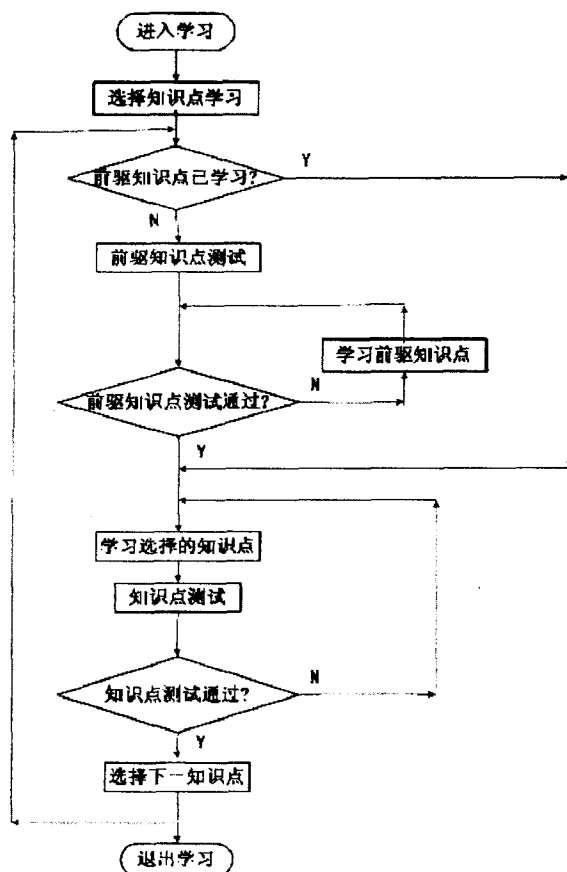 进入学习
选择知识点学习
前驱知识点已学习?
Y
N
前驱知识点测试
学习前驱知识点
前驱知识点测试通过?
N
Y
学习选择的知识点
知识点测试
知识点测试通过?
N
Y
选择下一知识点
退出学习